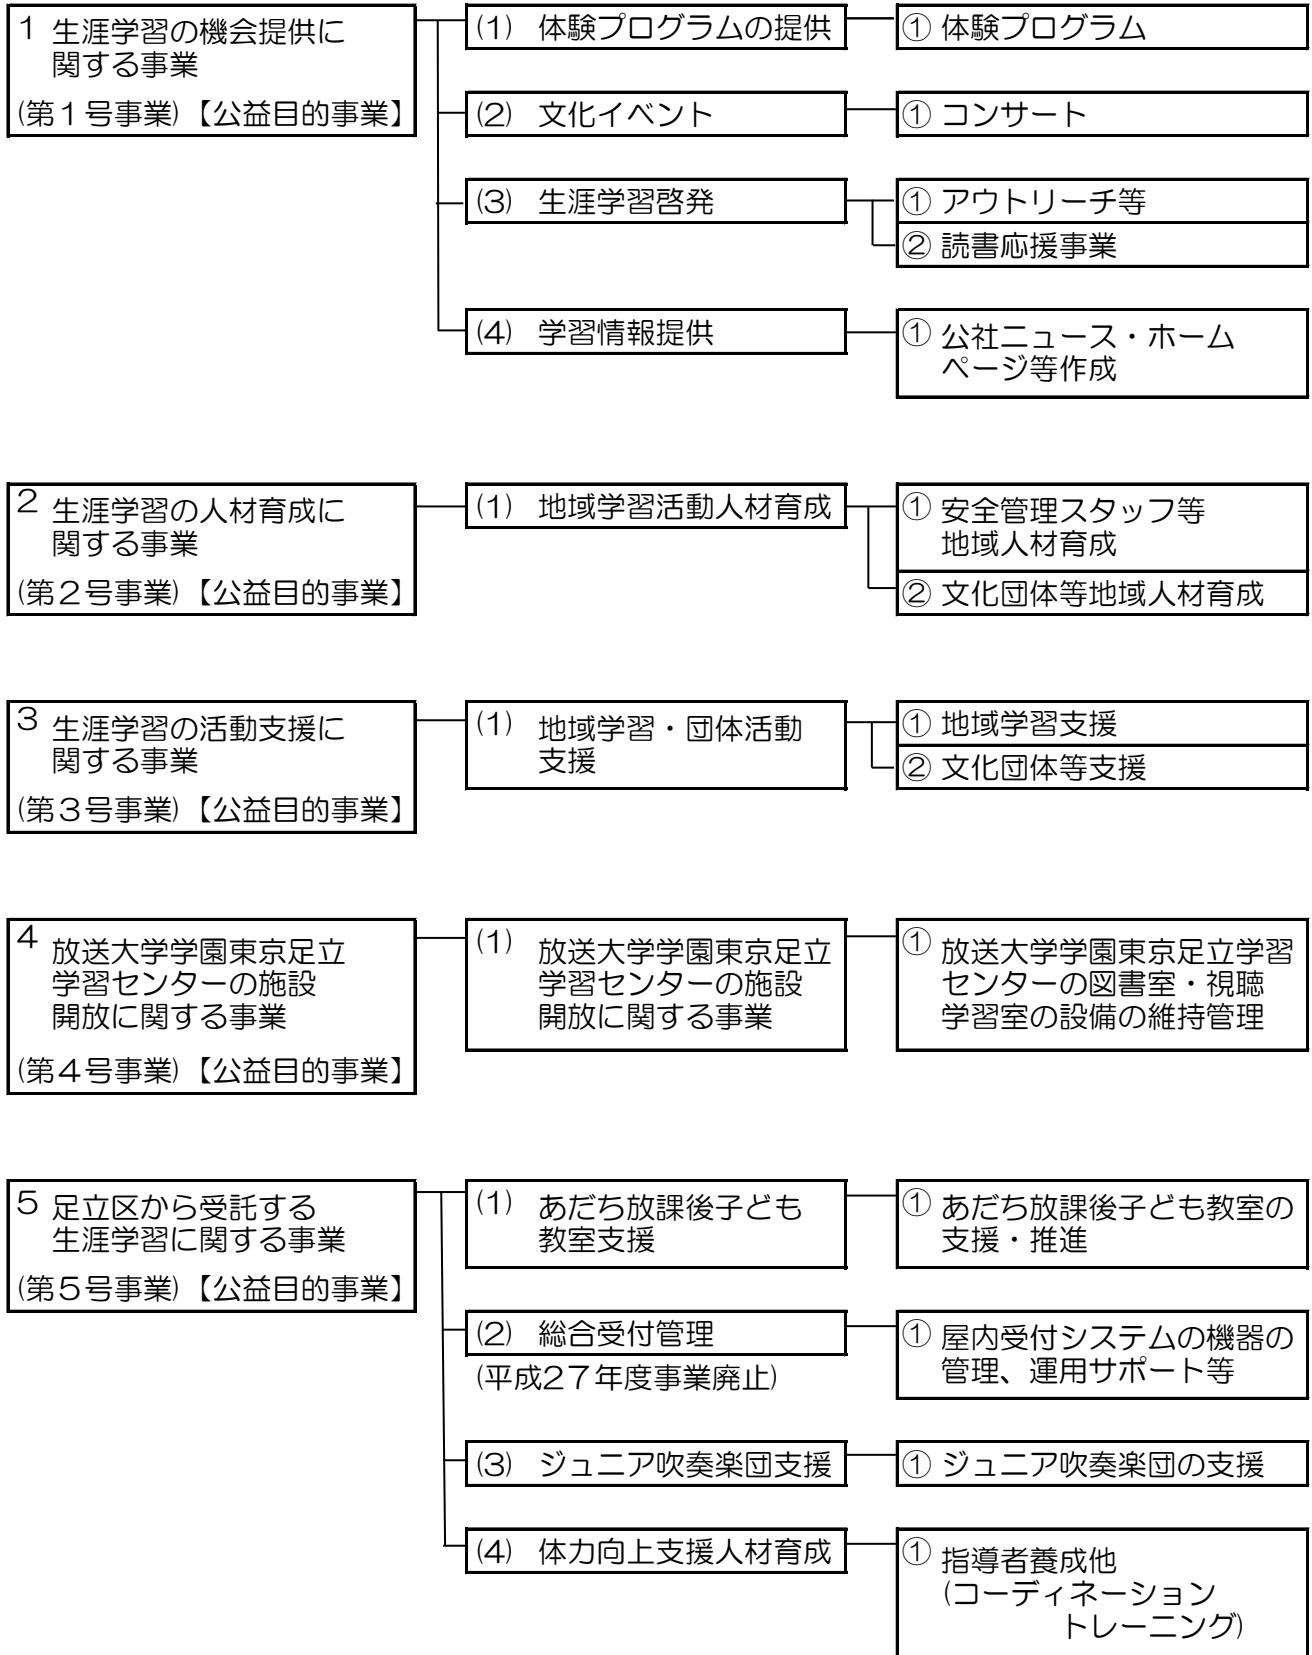 1 生涯学習の機会提供に
関する事業
(第1号事業)【公益目的事業】
(1) 体験プログラムの提供
① 体験プログラム
(2) 文化イベント
① コンサート
(3) 生涯学習啓発
① アウトリーチ等
② 読書応援事業
(4) 学習情報提供
① 公社ニュース・ホーム
ページ等作成
2 生涯学習の人材育成に
関する事業
(第2号事業)【公益目的事業】
(1) 地域学習活動人材育成
① 安全管理スタッフ等
地域人材育成
② 文化団体等地域人材育成
3 生涯学習の活動支援に
関する事業
(第3号事業)【公益目的事業】
(1) 地域学習・団体活動
支援
① 地域学習支援
② 文化団体等支援
4 放送大学学園東京足立
学習センターの施設
開放に関する事業
(第4号事業)【公益目的事業】
(1) 放送大学学園東京足立
学習センターの施設
開放に関する事業
① 放送大学学園東京足立学習
センターの図書室・視聴
学習室の設備の維持管理
5 足立区から受託する
生涯学習に関する事業
(第5号事業)【公益目的事業】
(1) あだち放課後子ども
教室支援
① あだち放課後子ども教室の
支援・推進
(2) 総合受付管理
(平成27年度事業廃止)
① 屋内受付システムの機器の
管理、運用サポート等
(3) ジュニア吹奏楽団支援
① ジュニア吹奏楽団の支援
(4) 体力向上支援人材育成
① 指導者養成他
(コーディネーション
トレーニング)